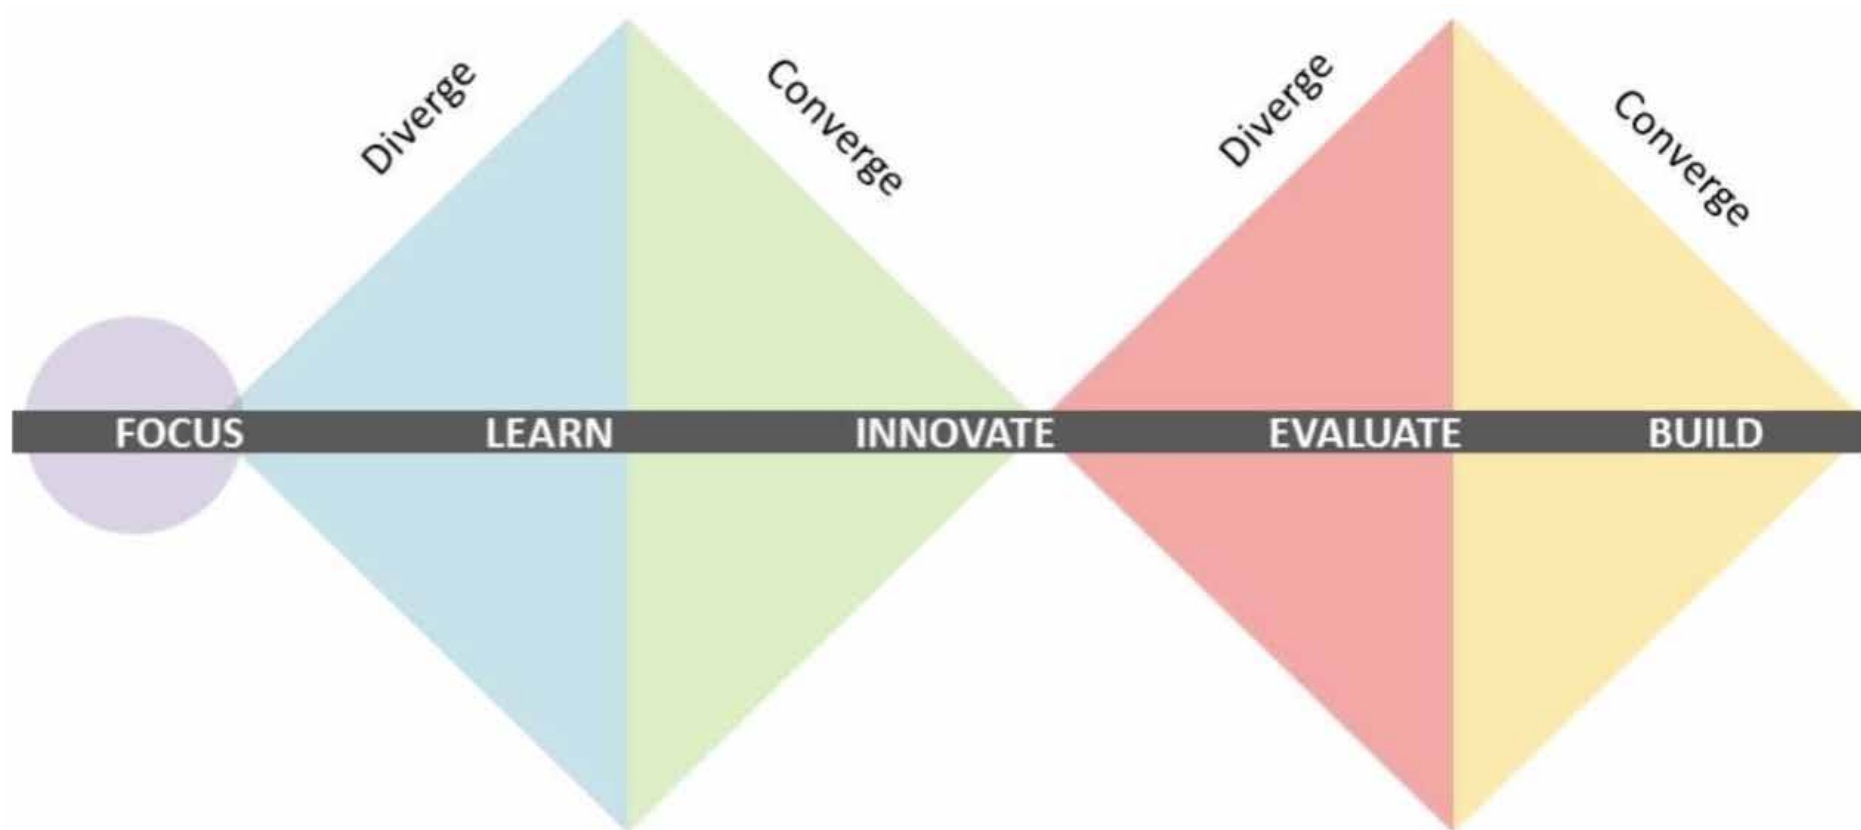 Diverge
Converge
Diverge
Converge
FOCUS LEARN INNOVATE EVALUATE BUILD